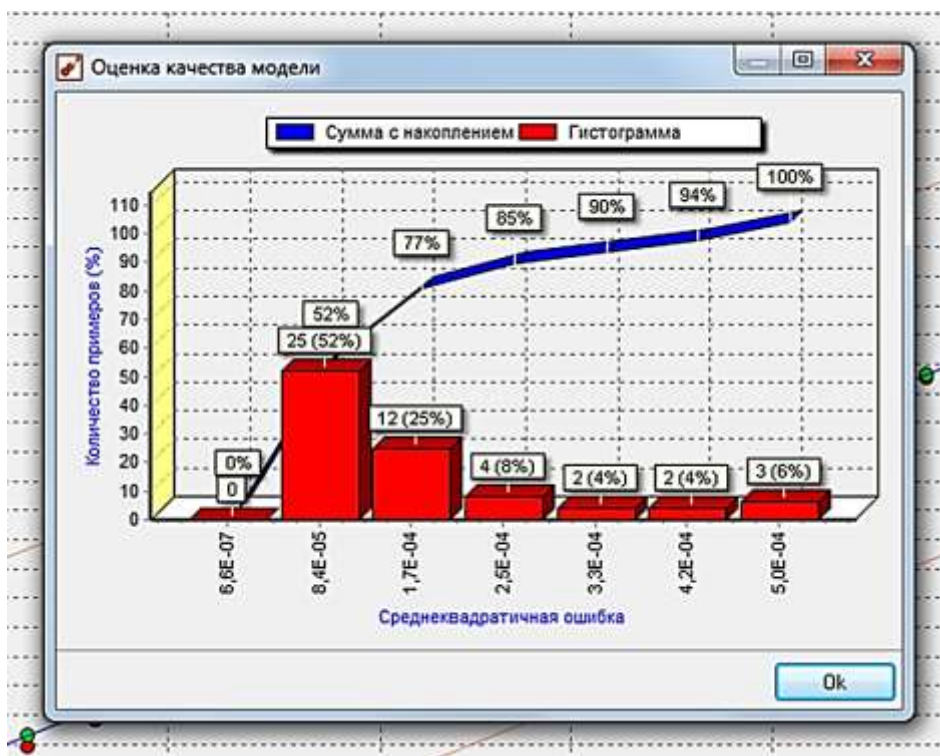 Оценка качества модели
Сумма с накоплением Гистограмма
Количество примеров (%)
110
100
90
80
70
60
50
40
30
20
10
0
0%
0
52%
25 (52%)
77%
12 (25%)
85%
4 (8%)
90%
2 (4%)
94%
2 (4%)
100%
3 (6%)
6,6E-07
8,4E-05
1,7E-04
2,5E-04
3,3E-04
4,2E-04
5,0E-04
Среднеквадратичная ошибка
Ok